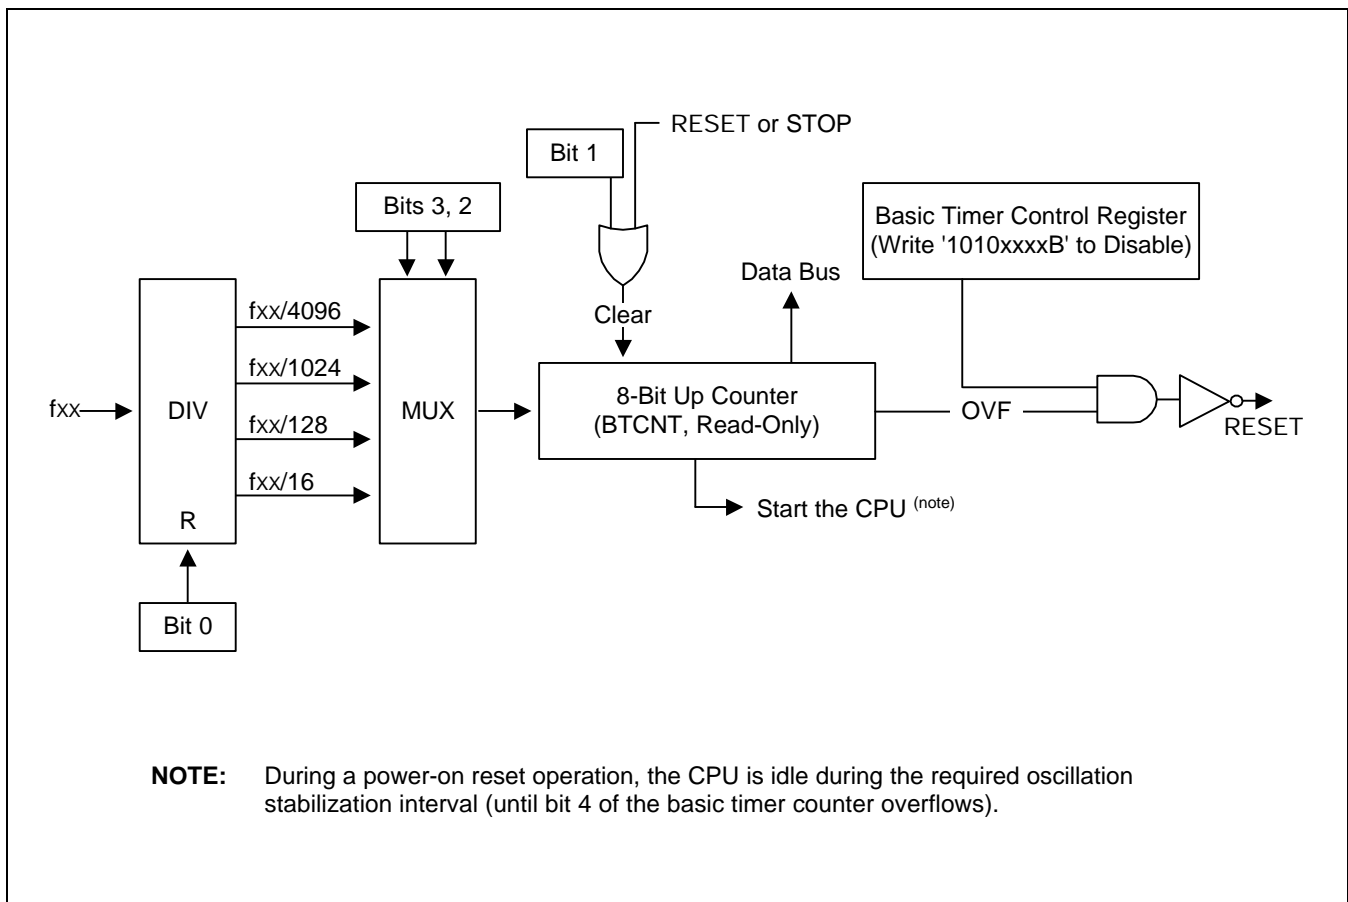 RESET or STOP
Bit 1
Bits 3, 2
Basic Timer Control Register
(Write '1010xxxxB' to Disable)
Data Bus
fxx/4096
Clear
fxx/1024
fxx
DIV
MUX
8-Bit Up Counter
(BTCNT, Read-Only)
OVF
RESET
fxx/128
fxx/16
R
Start the CPU (note)
Bit 0
NOTE: During a power-on reset operation, the CPU is idle during the required oscillation
stabilization interval (until bit 4 of the basic timer counter overflows).